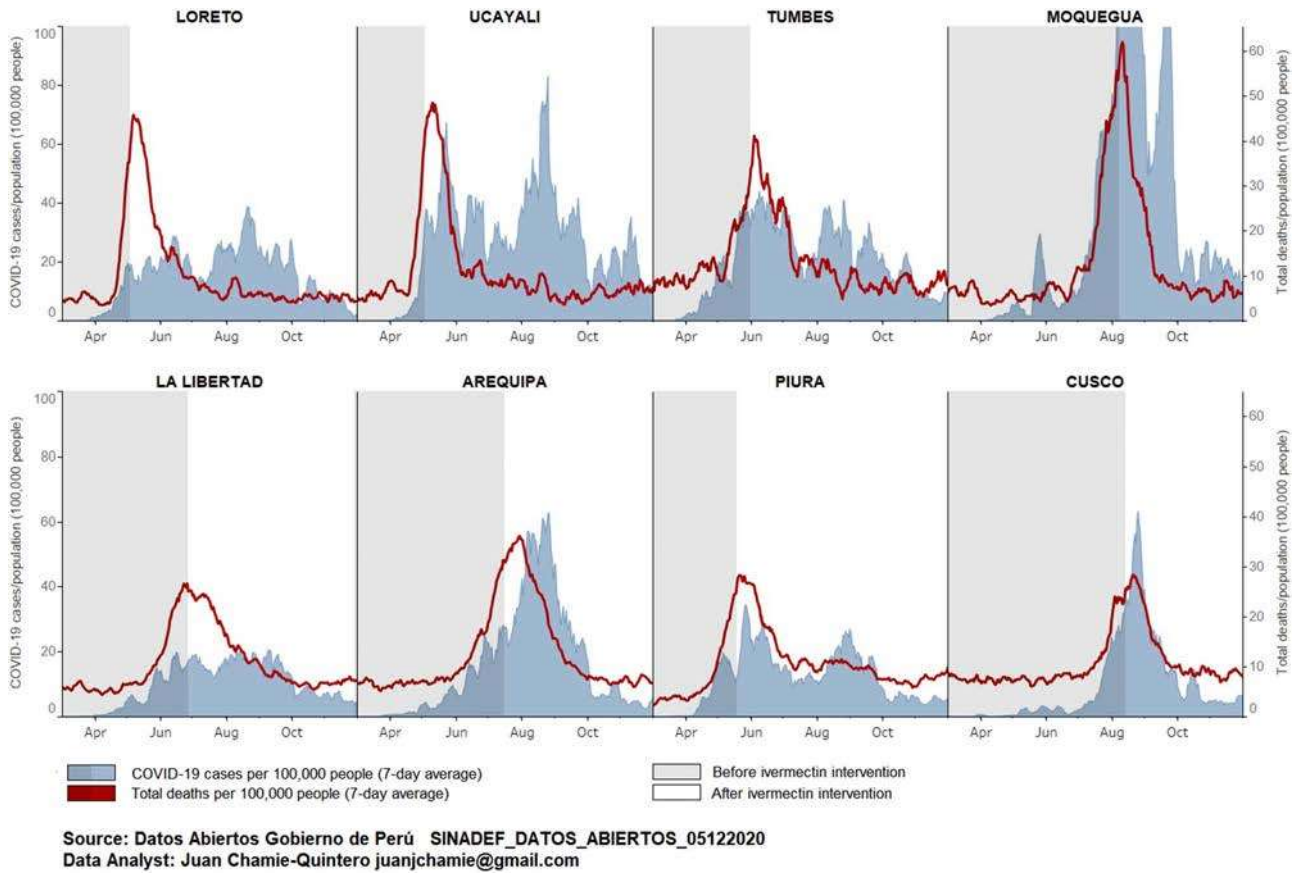 LORETO UCAYALI TUMBES MOQUEGUA
COVID-19 cases/population (100,000 people)
100
80
60
40
20
0
60
50
40
30
20
10
0
Total deaths/population (100,000 people)
Apr Jun Aug Oct Apr Jun Aug Oct Apr Jun Aug Oct Apr Jun Aug Oct
LA LIBERTAD AREQUIPA PIURA CUSCO
COVID-19 cases/population (100,000 people)
100
80
60
40
20
0
60
50
40
30
20
10
0
Total deaths/population (100,000 people)
Apr Jun Aug Oct Apr Jun Aug Oct Apr Jun Aug Oct Apr Jun Aug Oct
COVID-19 cases per 100,000 people (7-day average)
Total deaths per 100,000 people (7-day average)
Before ivermectin intervention
After ivermectin intervention
Source: Datos Abiertos Gobierno de Perú SINADEF_DATOS_ABIERTOS_05122020
Data Analyst: Juan Chamie-Quintero juanjchamie@gmail.com